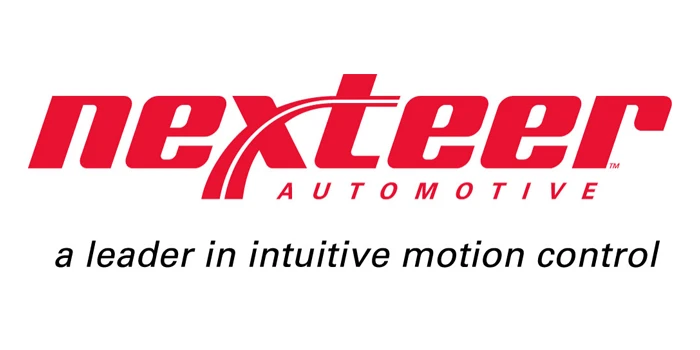 nexteer™
AUTOMOTIVE
a leader in intuitive motion control